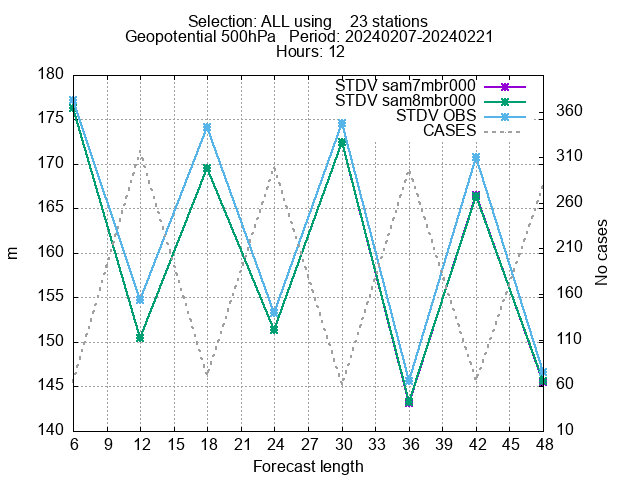 Selection: ALL using 23 stations
Geopotential 500hPa Period: 20240207-20240221
Hours: 12
STDV sam7mbr000
STDV sam8mbr000
STDV OBS
CASES
180
175
170
165
160
155
150
145
140
m
360
310
260
210
160
110
60
10
No cases
6 9 12 15 18 21 24 27 30 33 36 39 42 45 48
Forecast length